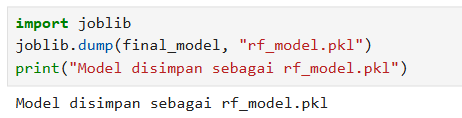 import joblib
joblib.dump(final_model, "rf_model.pkl")
print("Model disimpan sebagai rf_model.pkl")
Model disimpan sebagai rf_model.pkl